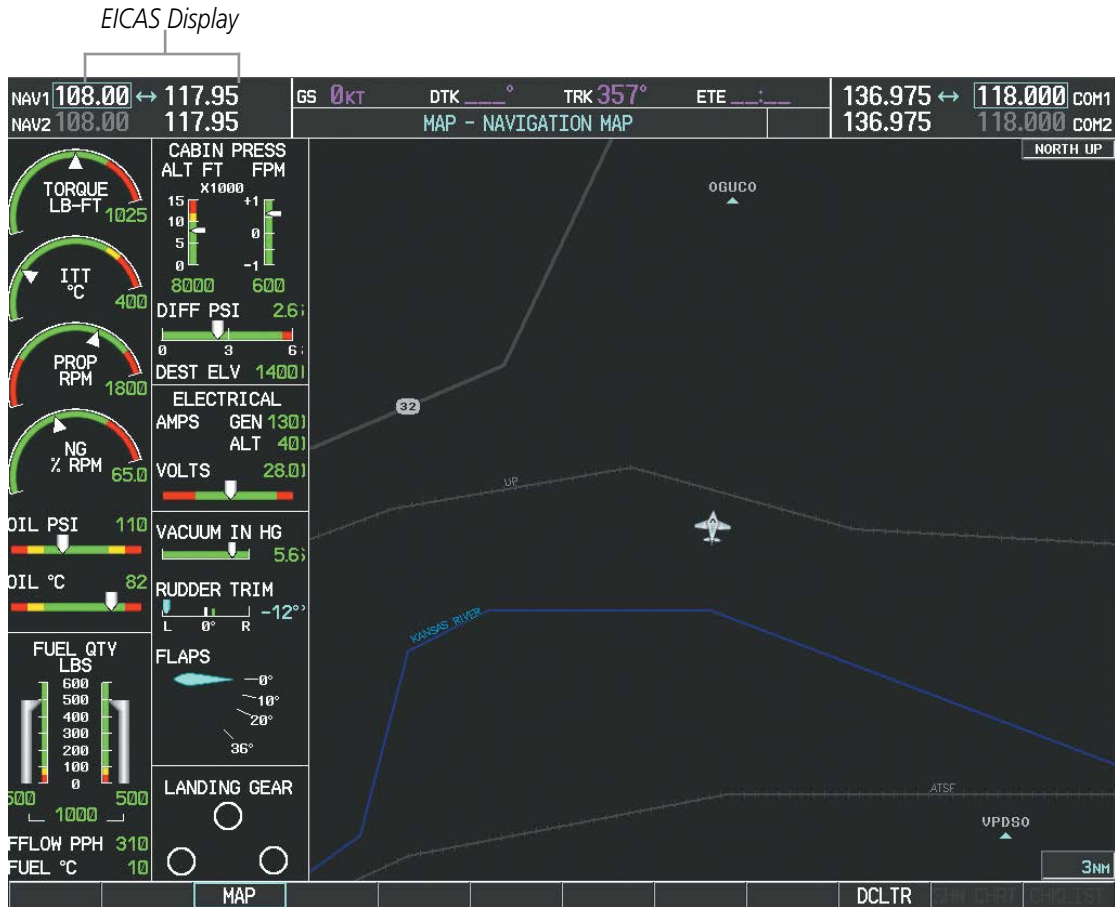 EICAS Display
NAV1 108.00 ↔ 117.95
NAV2 108.00 117.95
GS 0KT DTK ___° TRK 357° ETE __:__
MAP - NAVIGATION MAP
136.975 ↔ 118.000 COM1
136.975 118.000 COM2
NORTH UP
TORQUE
LB-FT
1025
ITT
°C
400
PROP
RPM
1800
NG
% RPM
65.0
OIL PSI 110
OIL °C 82
FUEL QTY
LBS
600
500
400
300
200
100
0
500 500
1000
FFLOW PPH 310
FUEL °C 10
CABIN PRESS
ALT FT FPM
X1000
15 +1
10
0
5
0 -1
8000 600
DIFF PSI 2.6
0 3 6
DEST ELV 1400
ELECTRICAL
AMPS GEN 130
ALT 40
VOLTS 28.0
VACUUM IN HG
5.6
RUDDER TRIM
-12°
L 0° R
FLAPS
0°
10°
20°
36°
LANDING GEAR
OGUCO
32
UP
KANSAS RIVER
ATSF
VPDSO
3NM
MAP DCLTR SHW CHRT CHKLIST